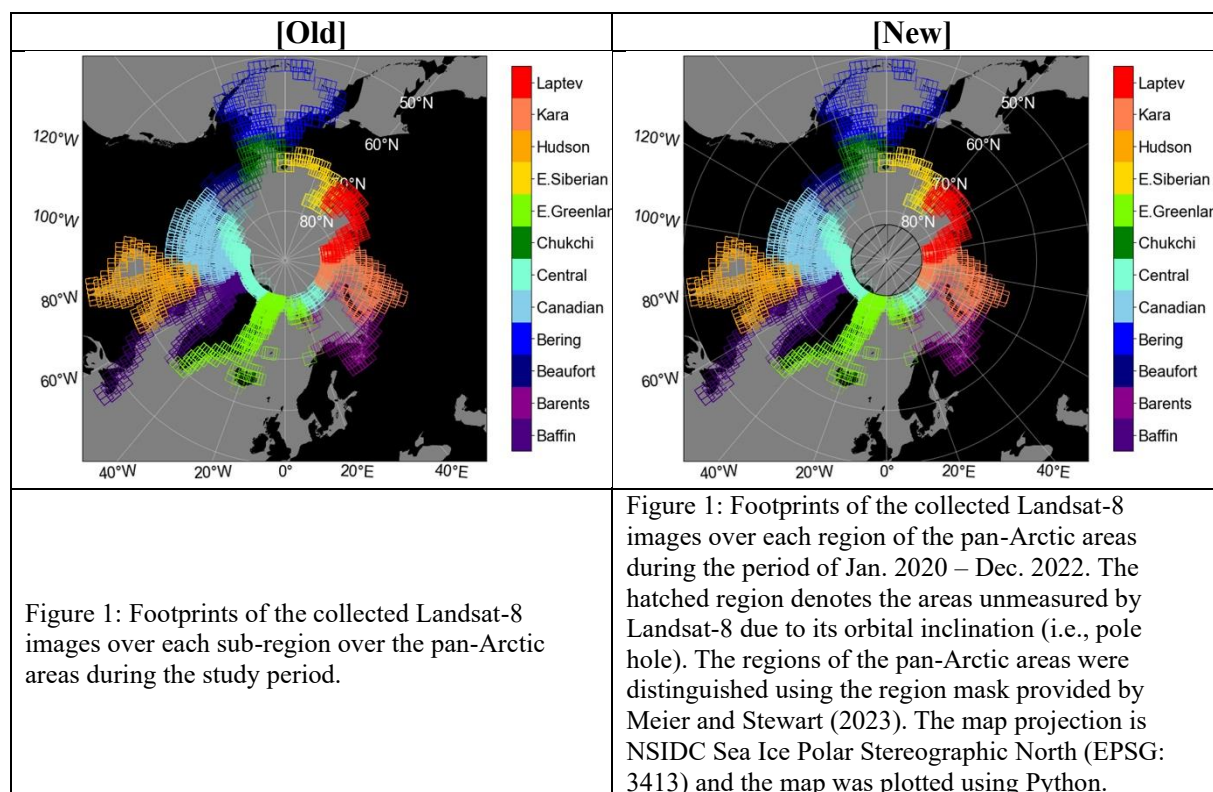 [Old]
[New]
50°N
60°N
70°N
80°N
120°W
100°W
80°W
60°W
40°W
20°W
0°
20°E
40°E
Laptev
Kara
Hudson
E.Siberian
E.Greenlar
Chukchi
Central
Canadian
Bering
Beaufort
Barents
Baffin
50°N
60°N
70°N
80°N
120°W
100°W
80°W
60°W
40°W
20°W
0°
20°E
40°E
Laptev
Kara
Hudson
E.Siberian
E.Greenlar
Chukchi
Central
Canadian
Bering
Beaufort
Barents
Baffin
Figure 1: Footprints of the collected Landsat-8
images over each sub-region over the pan-Arctic
areas during the study period.
Figure 1: Footprints of the collected Landsat-8
images over each region of the pan-Arctic areas
during the period of Jan. 2020 – Dec. 2022. The
hatched region denotes the areas unmeasured by
Landsat-8 due to its orbital inclination (i.e., pole
hole). The regions of the pan-Arctic areas were
distinguished using the region mask provided by
Meier and Stewart (2023). The map projection is
NSIDC Sea Ice Polar Stereographic North (EPSG:
3413) and the map was plotted using Python.